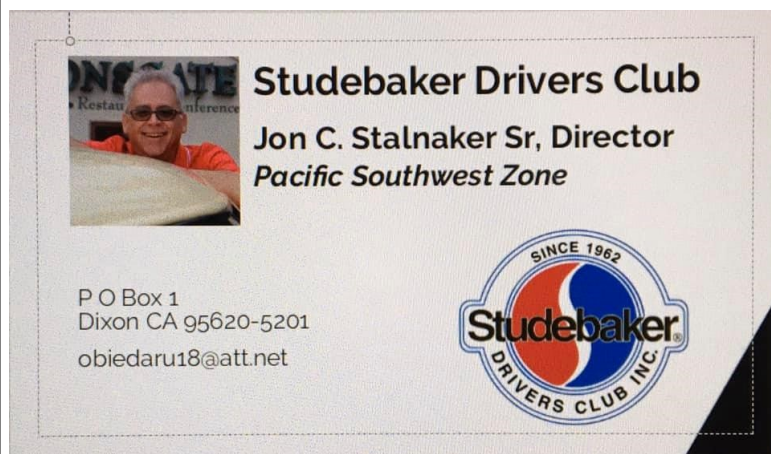 Studebaker Drivers Club
Jon C. Stalnaker Sr, Director
Pacific Southwest Zone
P O Box 1
Dixon CA 95620-5201
obiedaru18@att.net
SINCE 1962
Studebaker®
DRIVERS CLUB INC.